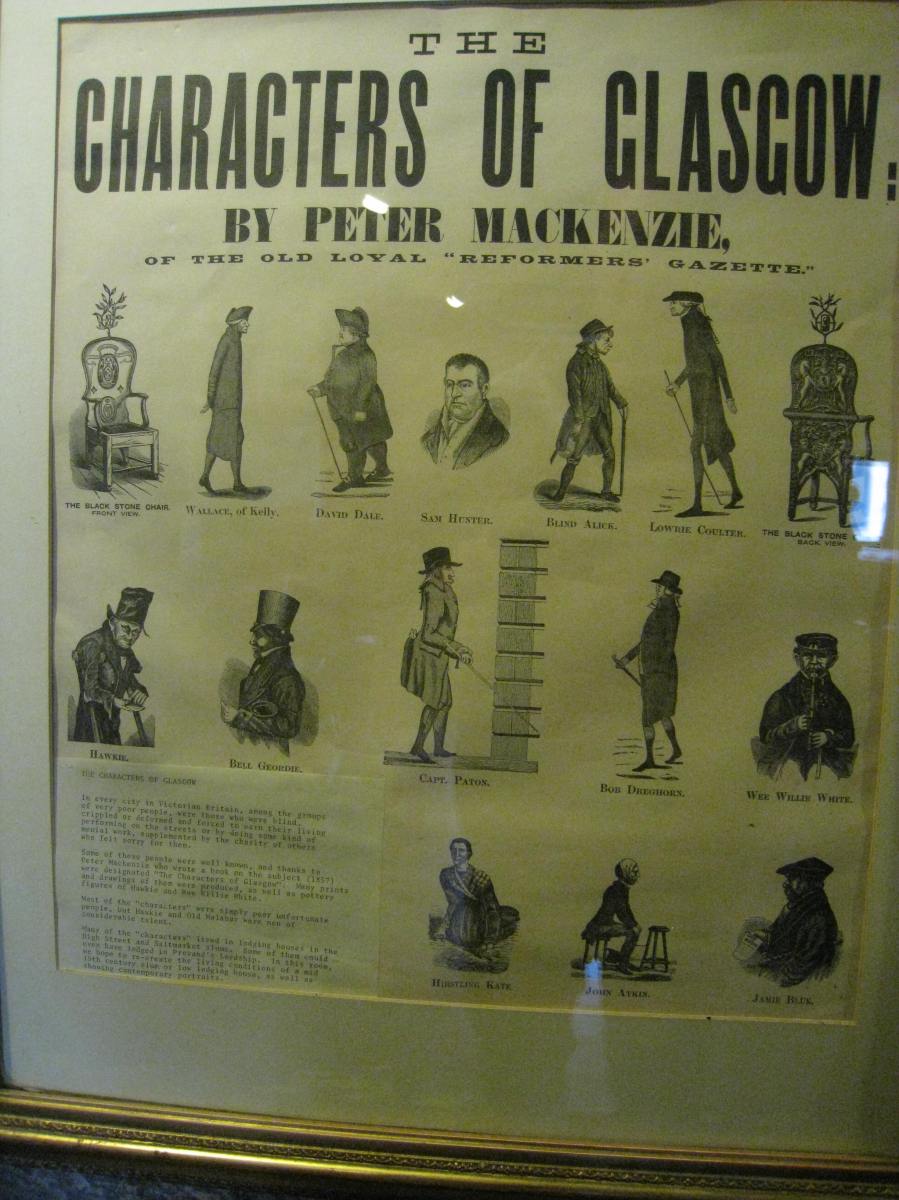 THE
CHARACTERS OF GLASGOW:
BY PETER MACKENZIE,
OF THE OLD LOYAL "REFORMERS' GAZETTE."
THE BLACK STONE CHAIR.
FRONT VIEW.
WALLACE, of Kelly.
DAVID DALE.
SAM HUNTER.
BLIND ALICK.
LOWRIE COULTER.
THE BLACK STONE
BACK VIEW.
HAWKIE.
BELL GEORDIE.
CAPT. PATON.
BOB DREGHORN.
WEE WILLIE WHITE.
THE CHARACTERS OF GLASGOW
In every city in Victorian Britain, among the groups
of very poor people, were those who were blind,
crippled or deformed and forced to earn their living
performing on the streets or by doing some kind of
menial work, supplemented by the charity of others
who felt sorry for them.
Some of these people were well known, and thanks to
Peter Mackenzie who wrote a book on the subject (1857)
were designated "The Characters of Glasgow". Many prints
and drawings of them were produced, as well as pottery
figures of Hawkie and Wee Willie White.
Most of the "characters" were simply poor unfortunate
people, but Hawkie and Old Malabar were men of
considerable talent.
Many of the "characters" lived in lodging houses in the
High Street and Saltmarket slums. Some of them could
even have lodged in Provand's Lordship. In this room,
we hope to re-create the living conditions of a mid
19th century slum or low lodging house, as well as
showing contemporary portraits.
HIRSTLING KATE
JOHN AITKIN.
JAMIE BLUE.